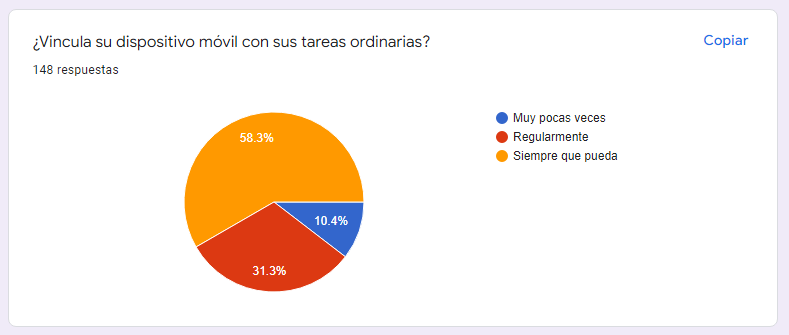 ¿Vincula su dispositivo móvil con sus tareas ordinarias?
Copiar
148 respuestas
58.3%
10.4%
31.3%
Muy pocas veces
Regularmente
Siempre que pueda